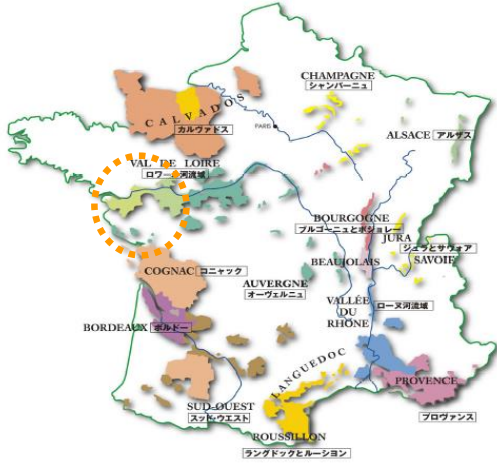 CHAMPAGNE
シャンパーニュ
CALVADOS
カルヴァドス
PARIS
ALSACE アルザス
VAL DE LOIRE
ロワール河流域
BOURGOGNE
ブルゴーニュとボジョレー
JURA
ジュラとサヴォア
SAVOIE
BEAUJOLAIS
COGNAC コニャック
AUVERGNE
オーヴェルニュ
VALLÉE
DU
RHÔNE
ローヌ河流域
BORDEAUX ボルドー
LANGUEDOC
PROVENCE
プロヴァンス
SUD-OUEST
スッド・ウエスト
ROUSSILLON
ラングドックとルーション